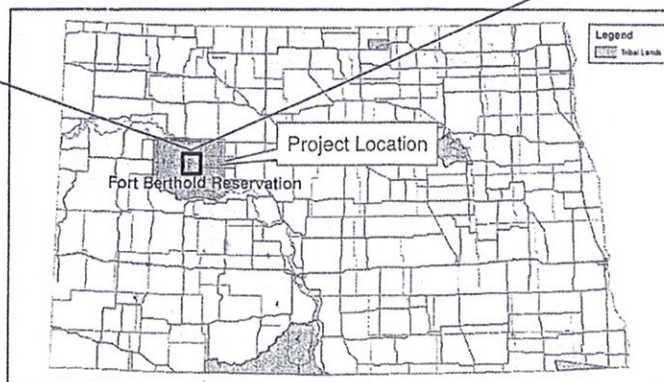 Legend
Tribal Lands
Project Location
Fort Berthold Reservation